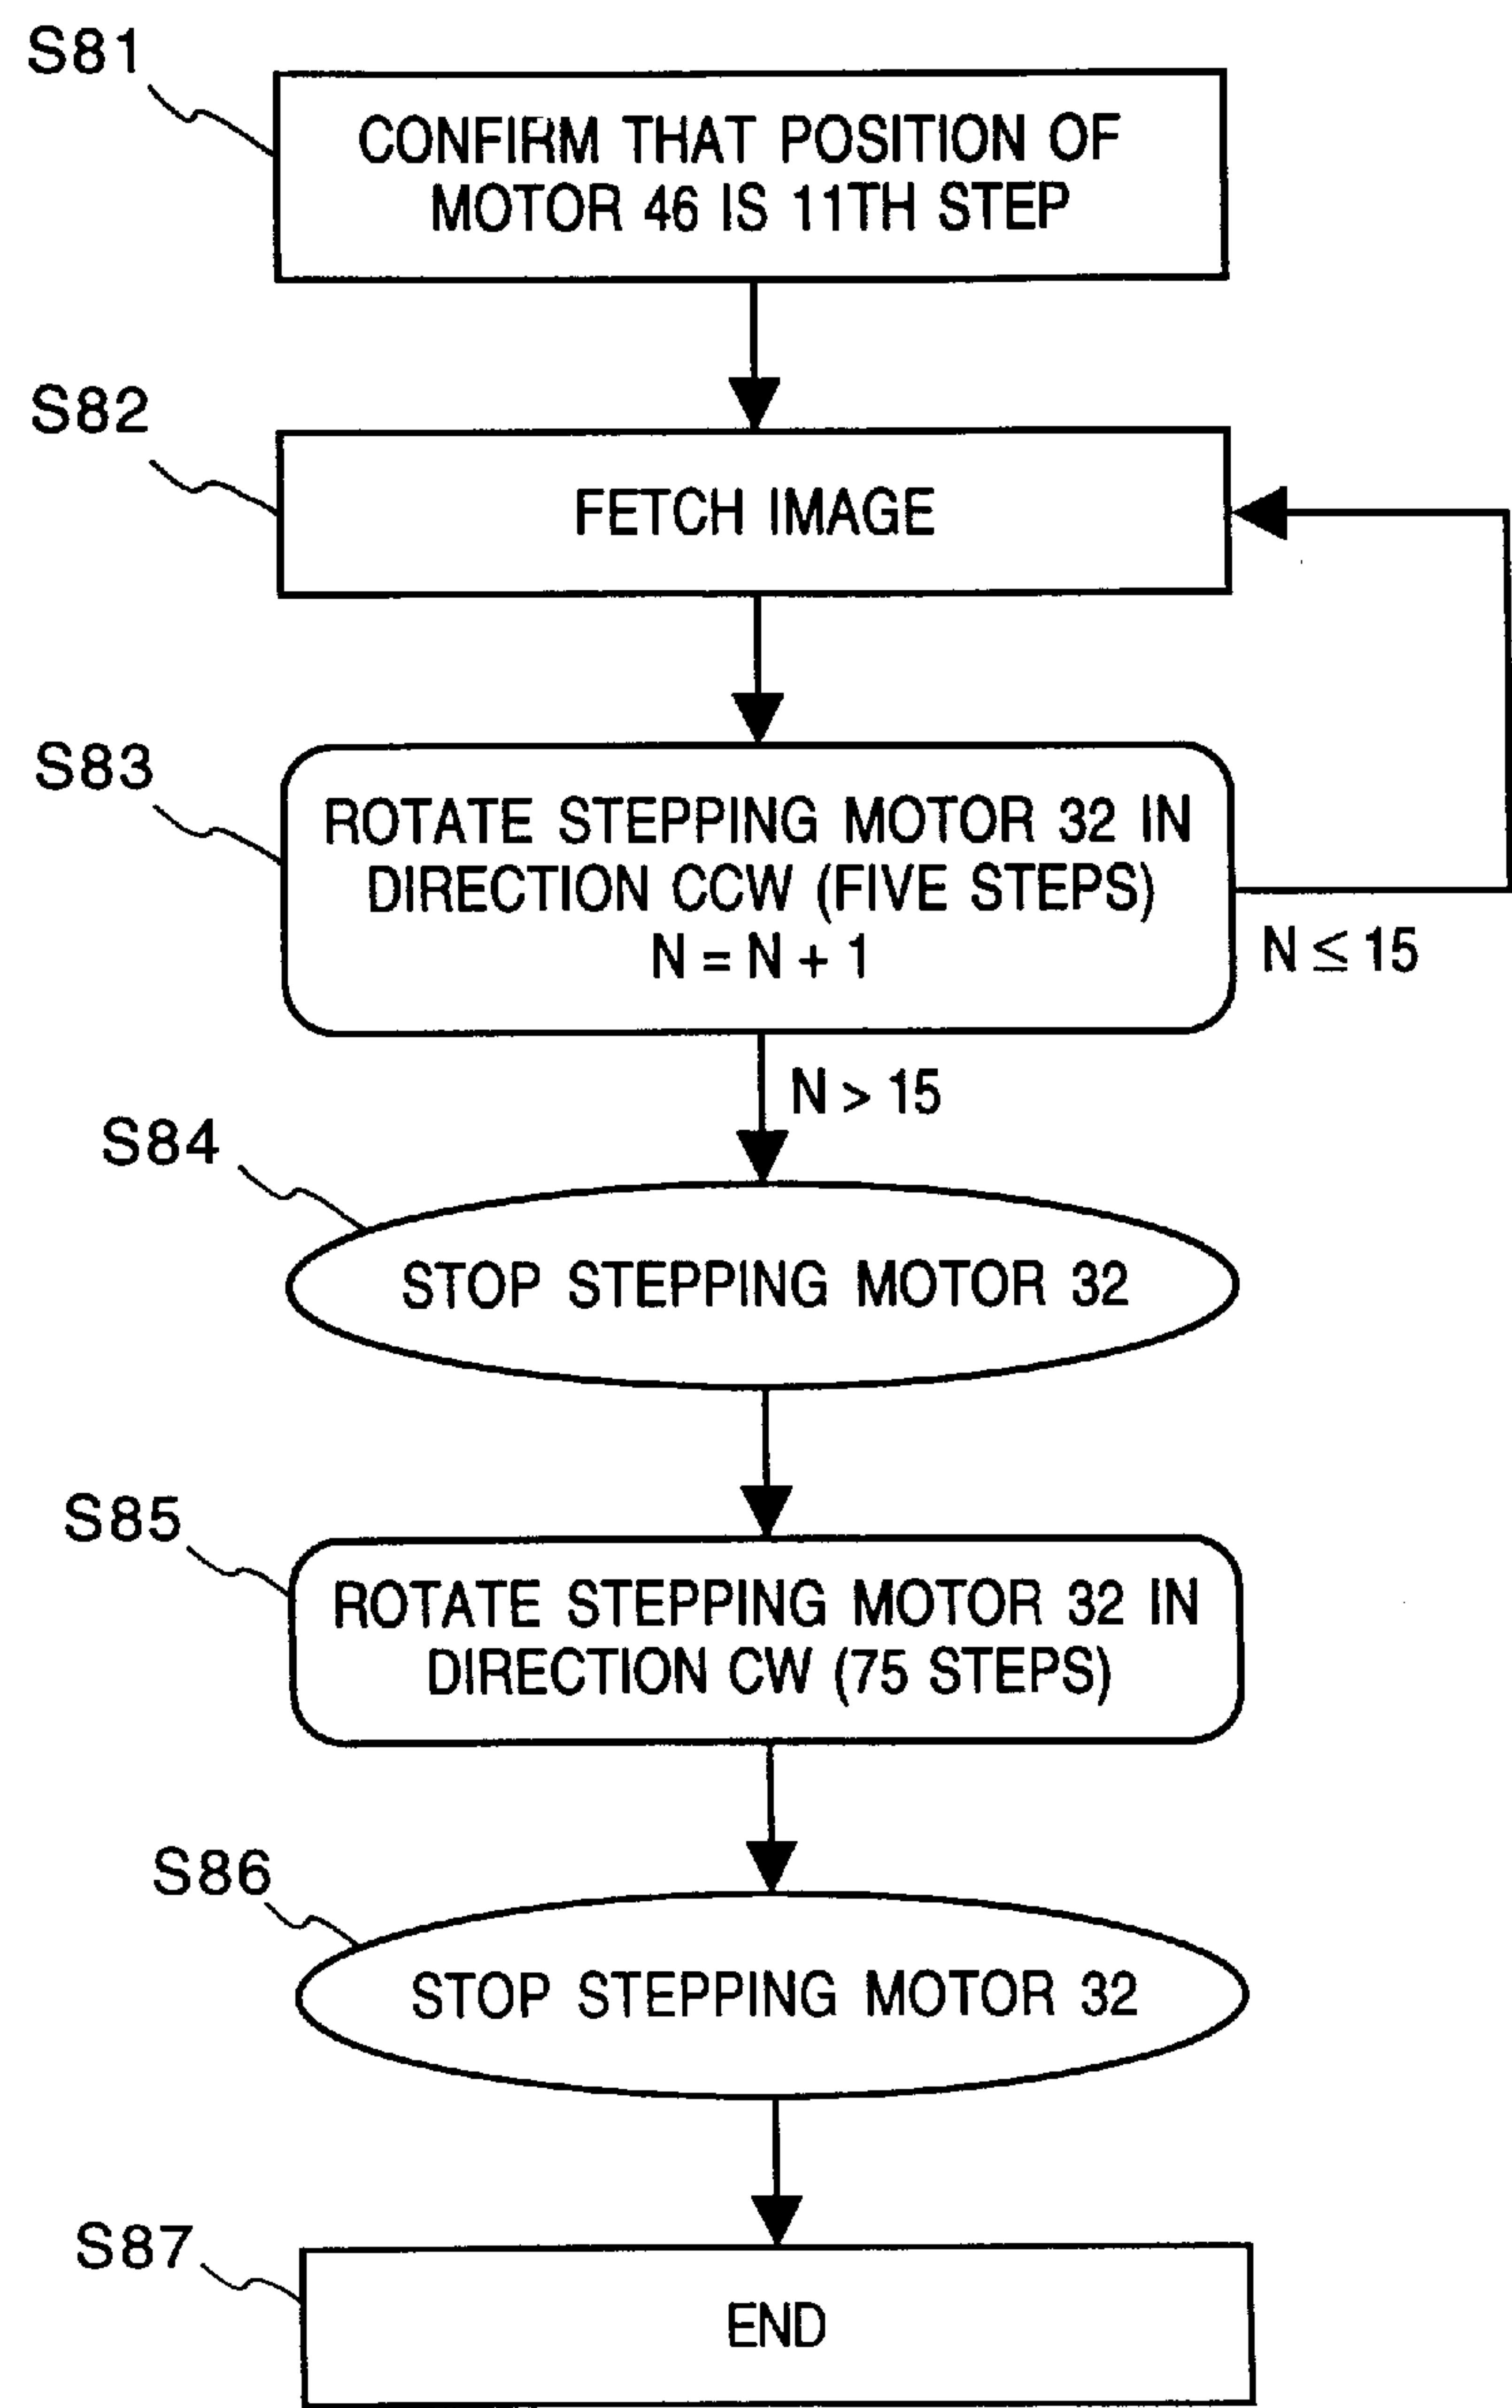 S81
CONFIRM THAT POSITION OF
MOTOR 46 IS 11TH STEP
S82
FETCH IMAGE
S83
ROTATE STEPPING MOTOR 32 IN
DIRECTION CCW (FIVE STEPS)
N = N + 1
N ≦ 15
N > 15
S84
STOP STEPPING MOTOR 32
S85
ROTATE STEPPING MOTOR 32 IN
DIRECTION CW (75 STEPS)
S86
STOP STEPPING MOTOR 32
S87
END